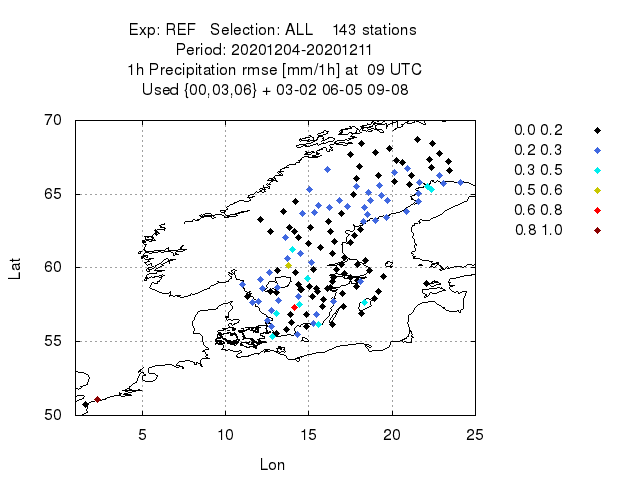 Exp: REF Selection: ALL 143 stations
Period: 20201204-20201211
1h Precipitation rmse [mm/1h] at 09 UTC
Used {00,03,06} + 03-02 06-05 09-08
70
65
60
55
50
Lat
5 10 15 20 25
Lon
0.0 0.2
0.2 0.3
0.3 0.5
0.5 0.6
0.6 0.8
0.8 1.0